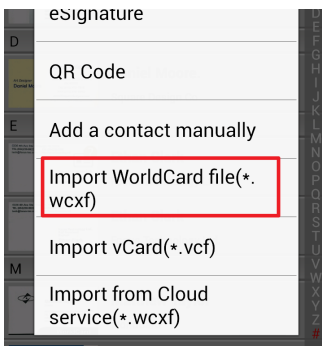 eSignature
D
QR Code
E
Add a contact manually
Import WorldCard file(*.
wcxf)
Import vCard(*.vcf)
M
Import from Cloud
service(*.wcxf)
D
E
F
G
H
I
J
K
L
M
N
O
P
Q
R
S
T
U
V
W
X
Y
Z
#